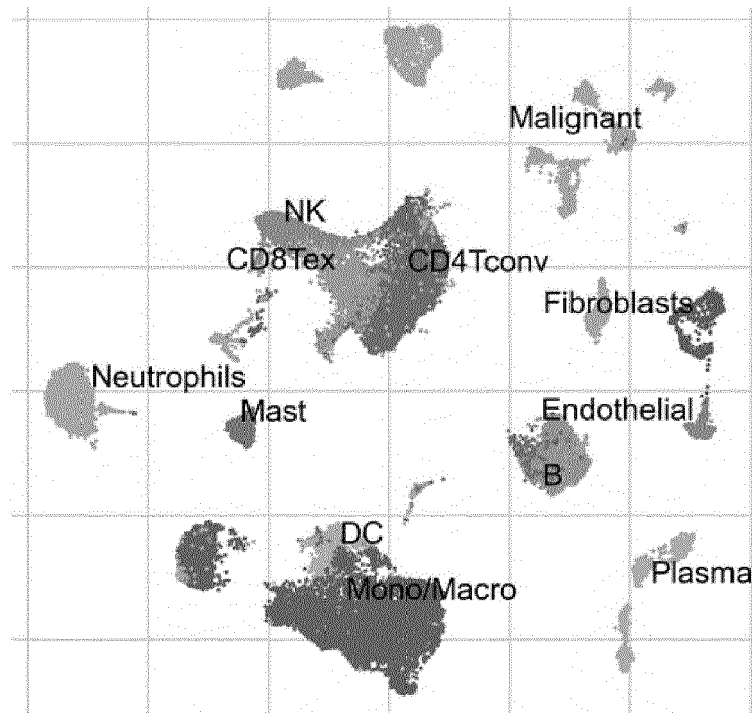 Malignant
NK
CD8Tex
CD4Tconv
Fibroblasts
Neutrophils
Mast
Endothelial
B
DC
Mono/Macro
Plasma